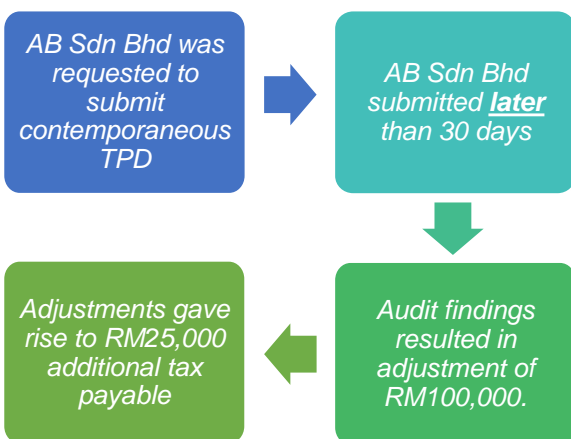 AB Sdn Bhd was
requested to
submit
contemporaneous
TPD
AB Sdn Bhd
submitted later
than 30 days
Audit findings
resulted in
adjustment of
RM100,000.
Adjustments gave
rise to RM25,000
additional tax
payable